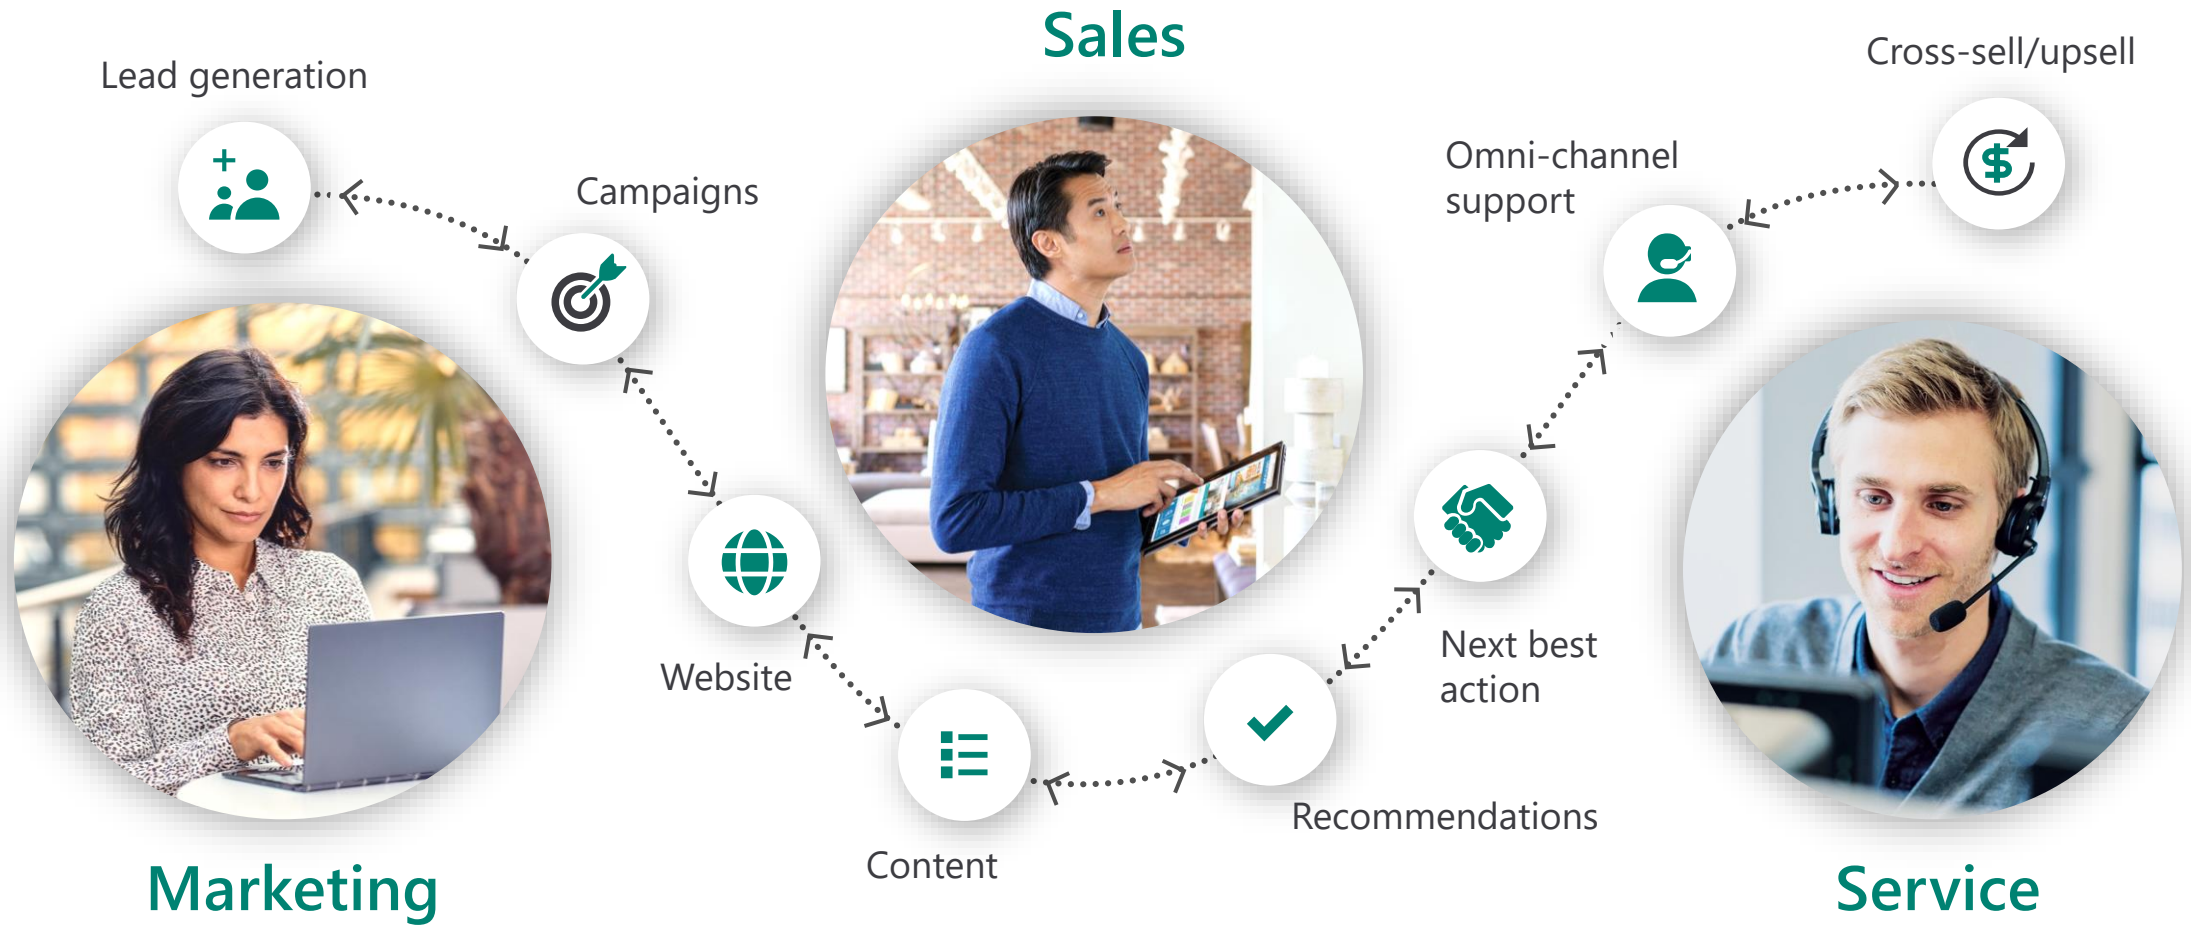 Sales
Cross-sell/upsell
Lead generation
Omni-channel
support
Campaigns
Next best
action
Website
Recommendations
Content
Marketing
Service